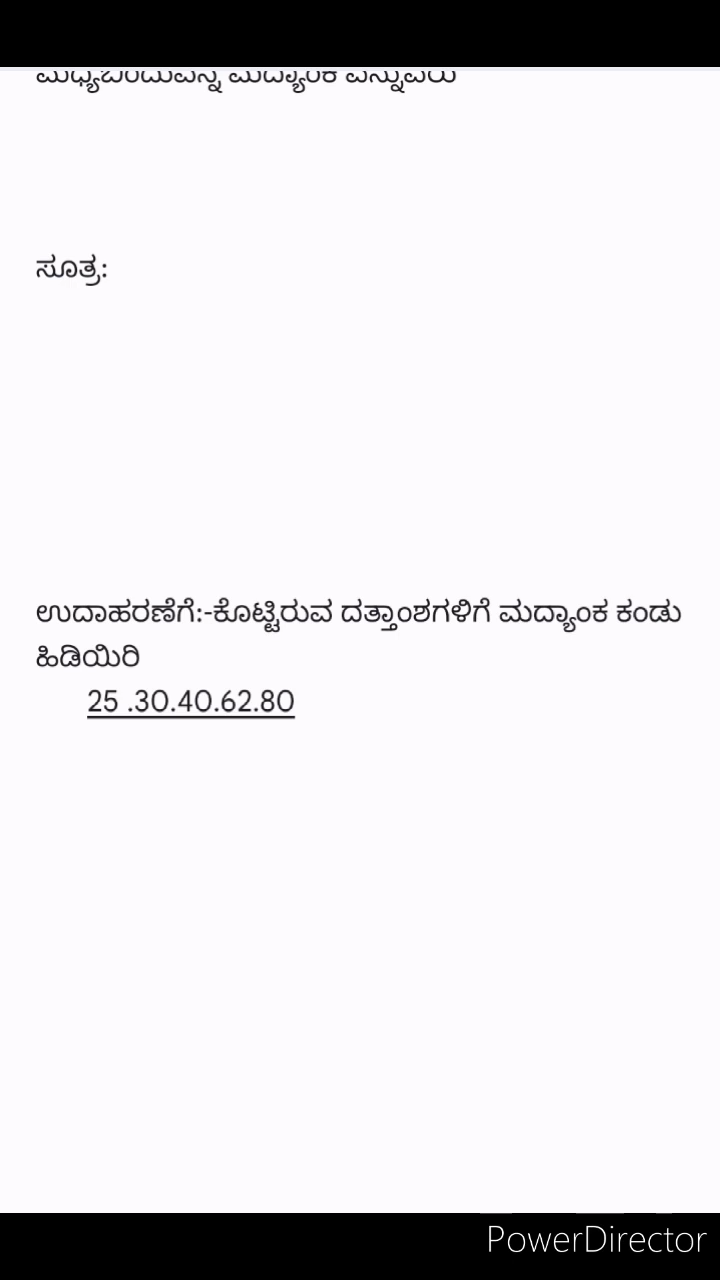 ಸೂತ್ರ:
ಉದಾಹರಣೆಗೆ:-ಕೊಟ್ಟಿರುವ ದತ್ತಾಂಶಗಳಿಗೆ ಮದ್ಯಾಂಕ ಕಂಡು
ಹಿಡಿಯಿರಿ
25 .30.40.62.80
PowerDirector